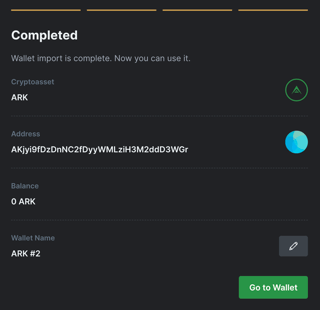 Completed
Wallet import is complete. Now you can use it.
Cryptoasset
ARK
Address
AKjyi9fDzDnNC2fDyyWMLziH3M2ddD3WGr
Balance
0 ARK
Wallet Name
ARK #2
Go to Wallet